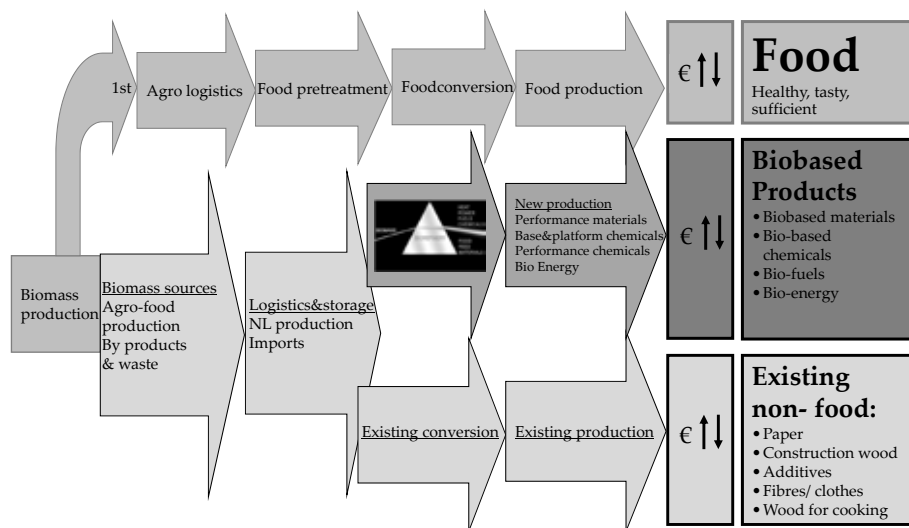 1st
Agro logistics
Food pretreatment
Foodconversion
Food production
€
Food
Healthy, tasty,
sufficient
Biomass
production
Biomass sources
Agro-food
production
By products
& waste
Logistics&storage
NL production
Imports
New production
Performance materials
Base&platform chemicals
Performance chemicals
Bio Energy
€
Biobased
Products
• Biobased materials
• Bio-based
chemicals
• Bio-fuels
• Bio-energy
Existing conversion
Existing production
€
Existing
non- food:
• Paper
• Construction wood
• Additives
• Fibres/ clothes
• Wood for cooking